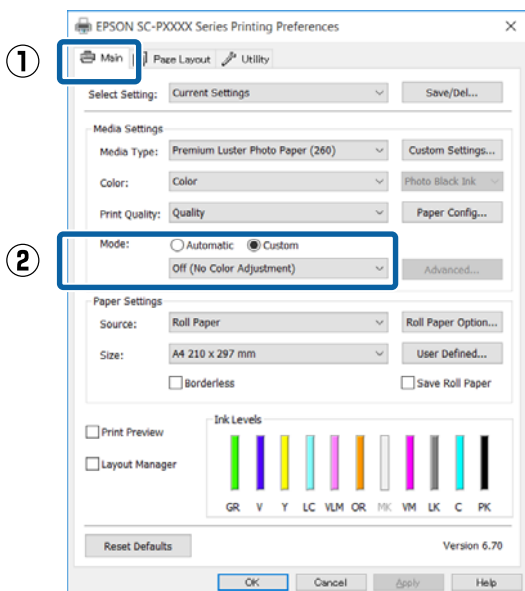 EPSON SC-PXXXX Series Printing Preferences
①
Main Page Layout Utility
Select Setting: Current Settings Save/Del...
Media Settings
Media Type: Premium Luster Photo Paper (260) Custom Settings...
Color: Color Photo Black Ink
Print Quality: Quality Paper Config...
②
Mode: Automatic Custom
Off (No Color Adjustment) Advanced...
Paper Settings
Source: Roll Paper Roll Paper Option...
Size: A4 210 x 297 mm User Defined...
Borderless Save Roll Paper
Ink Levels
Print Preview
Layout Manager
GR V Y LC VLM OR MK VM LK C PK
Reset Defaults Version 6.70
OK Cancel Apply Help